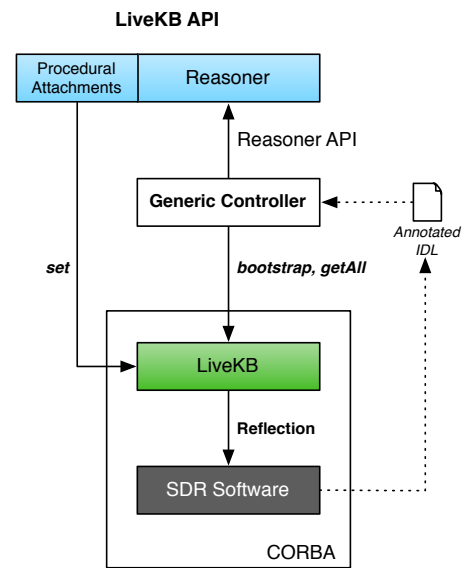 LiveKB API
Procedural
Attachments
Reasoner
Reasoner API
Generic Controller
Annotated
IDL
set
bootstrap, getAll
LiveKB
Reflection
SDR Software
CORBA